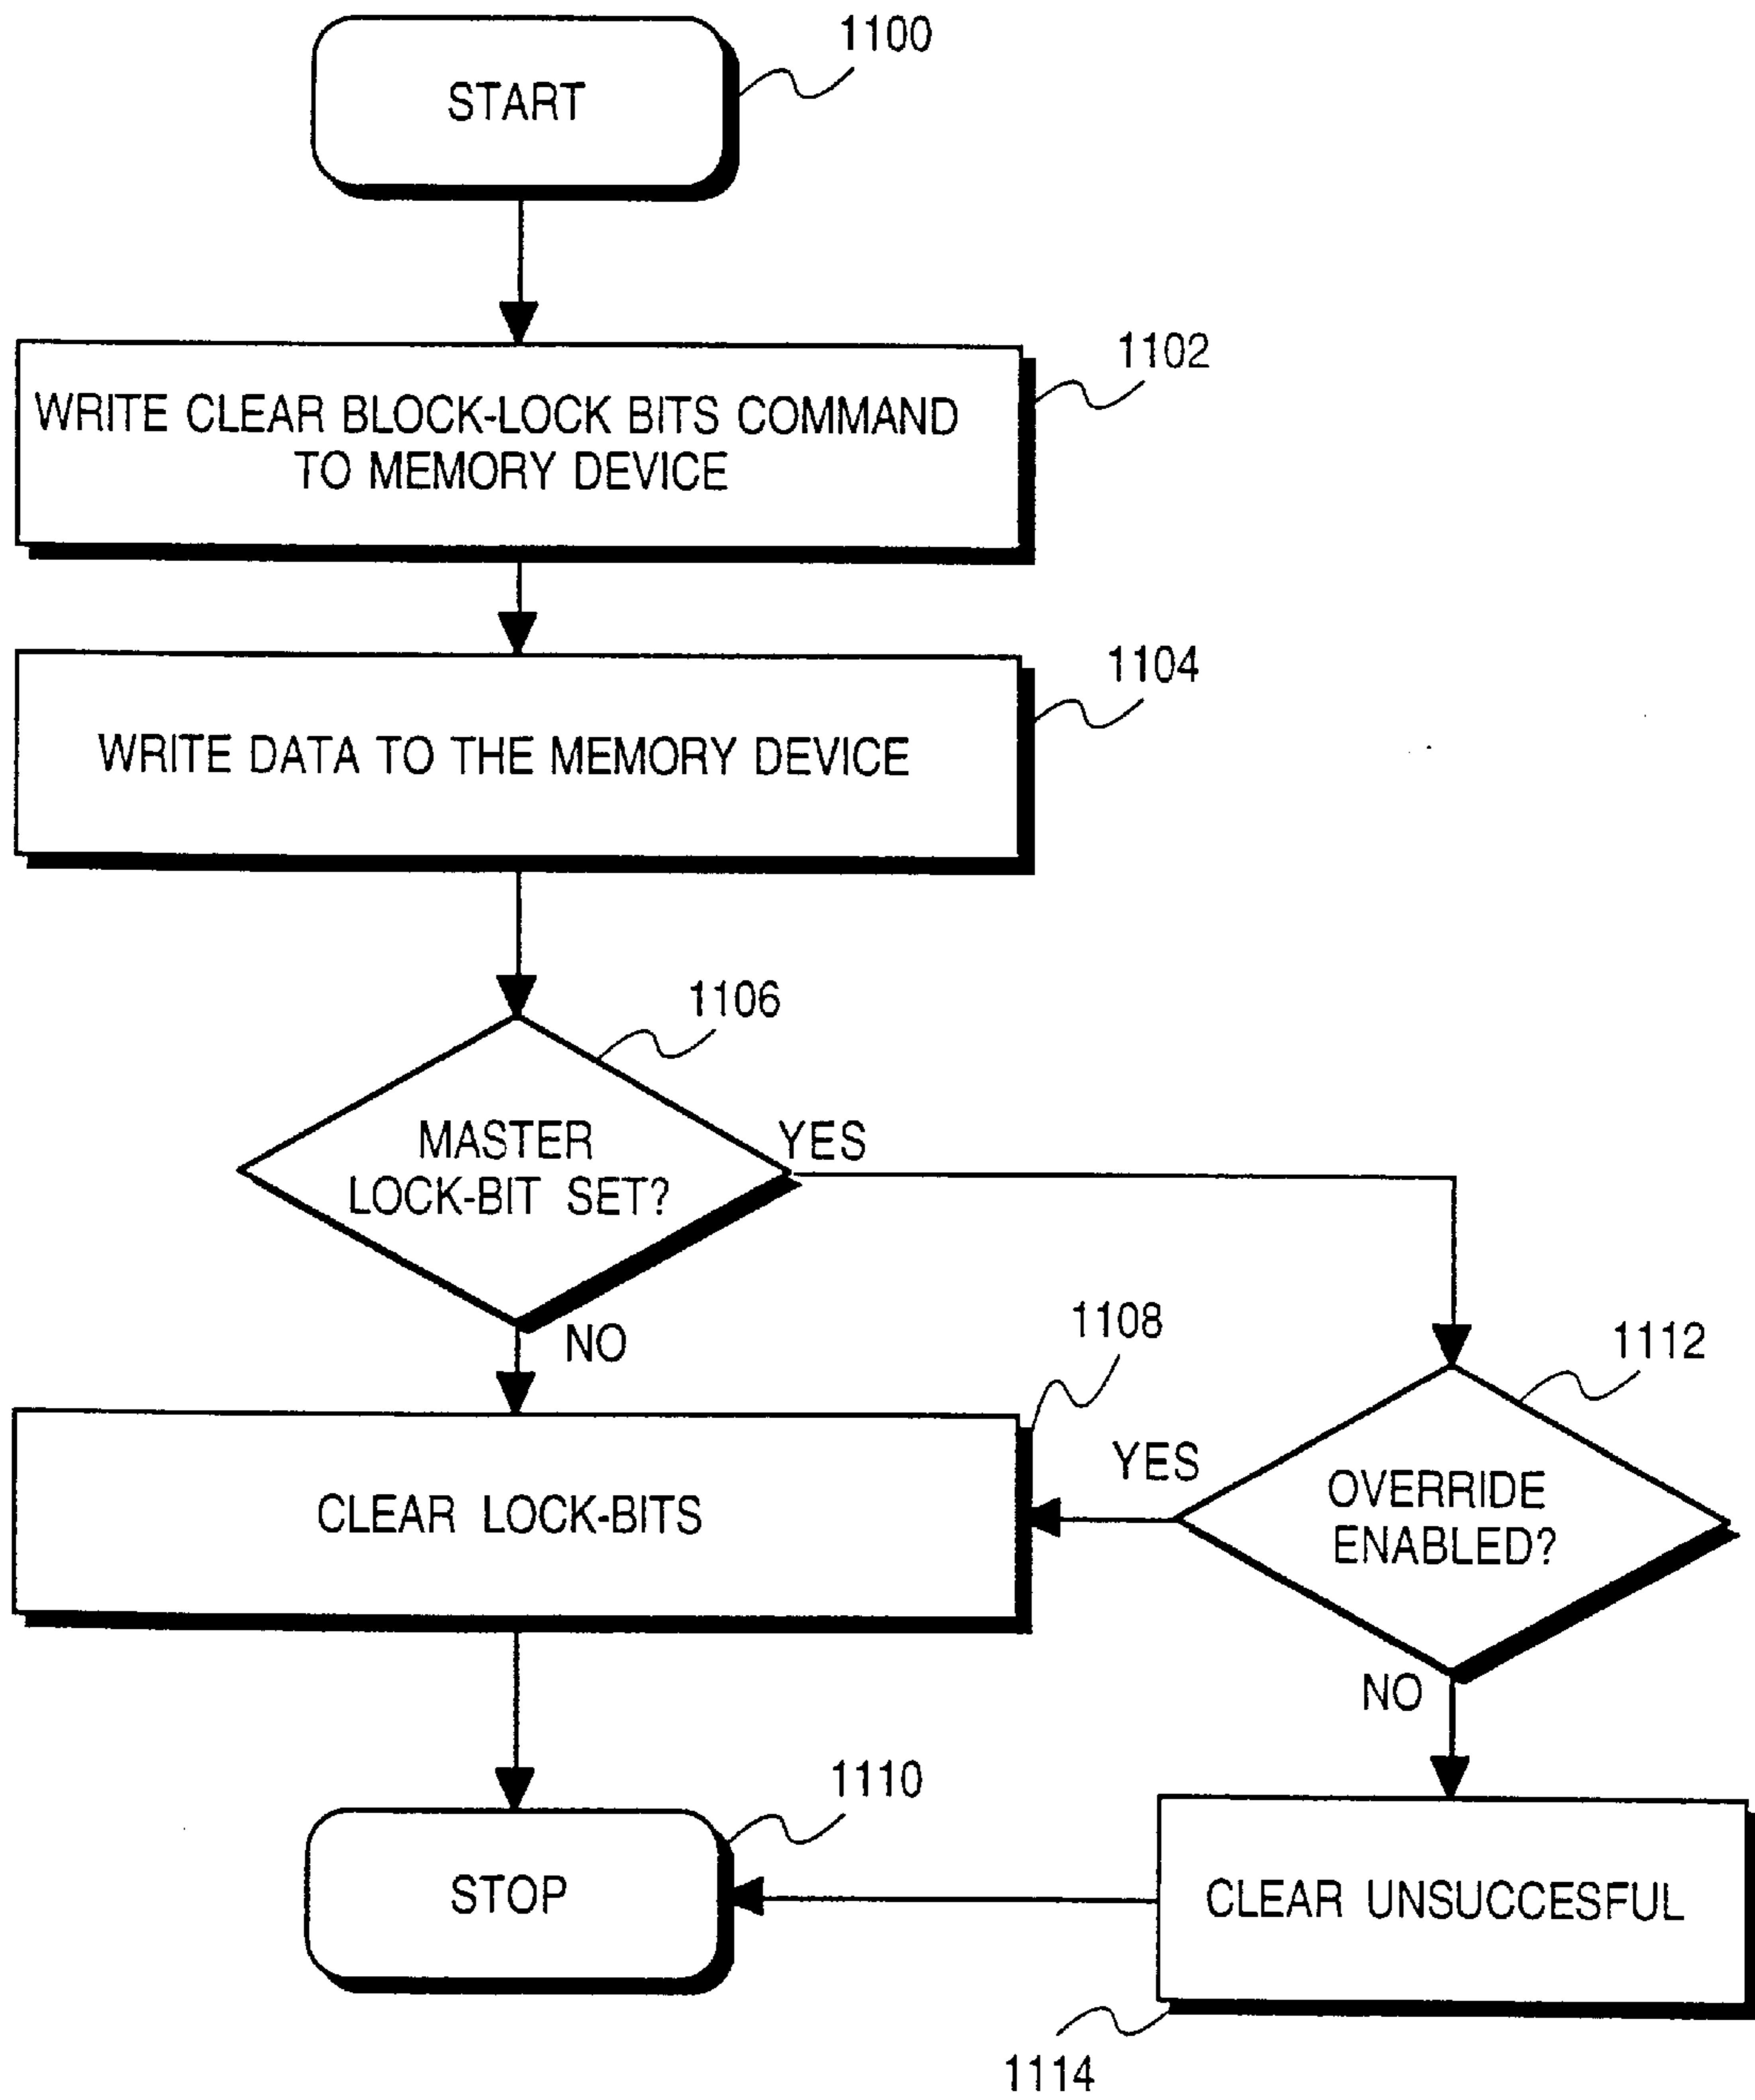 1100
START
1102
WRITE CLEAR BLOCK-LOCK BITS COMMAND
TO MEMORY DEVICE
1104
WRITE DATA TO THE MEMORY DEVICE
1106
MASTER
LOCK-BIT SET?
YES
NO
1108
1112
CLEAR LOCK-BITS
YES
OVERRIDE
ENABLED?
NO
1110
STOP
CLEAR UNSUCCESFUL
1114